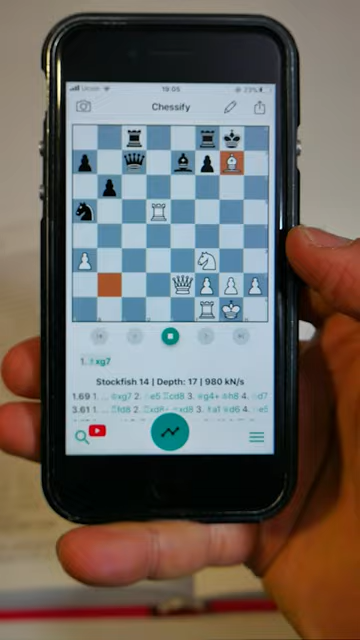 19:05
23%
Chessify
1. ♗xg7
Stockfish 14 | Depth: 17 | 980 kN/s
1.69 1. ... ♔xg7 2. ♖e5 ♖cd8 3. ♕g4+ ♔h8 4. ♘d7
3.61 1. ... ♖fd8 2. ♖xd8+ ♖xd8 3. ♗a1 ♗d6 4. ♕e5